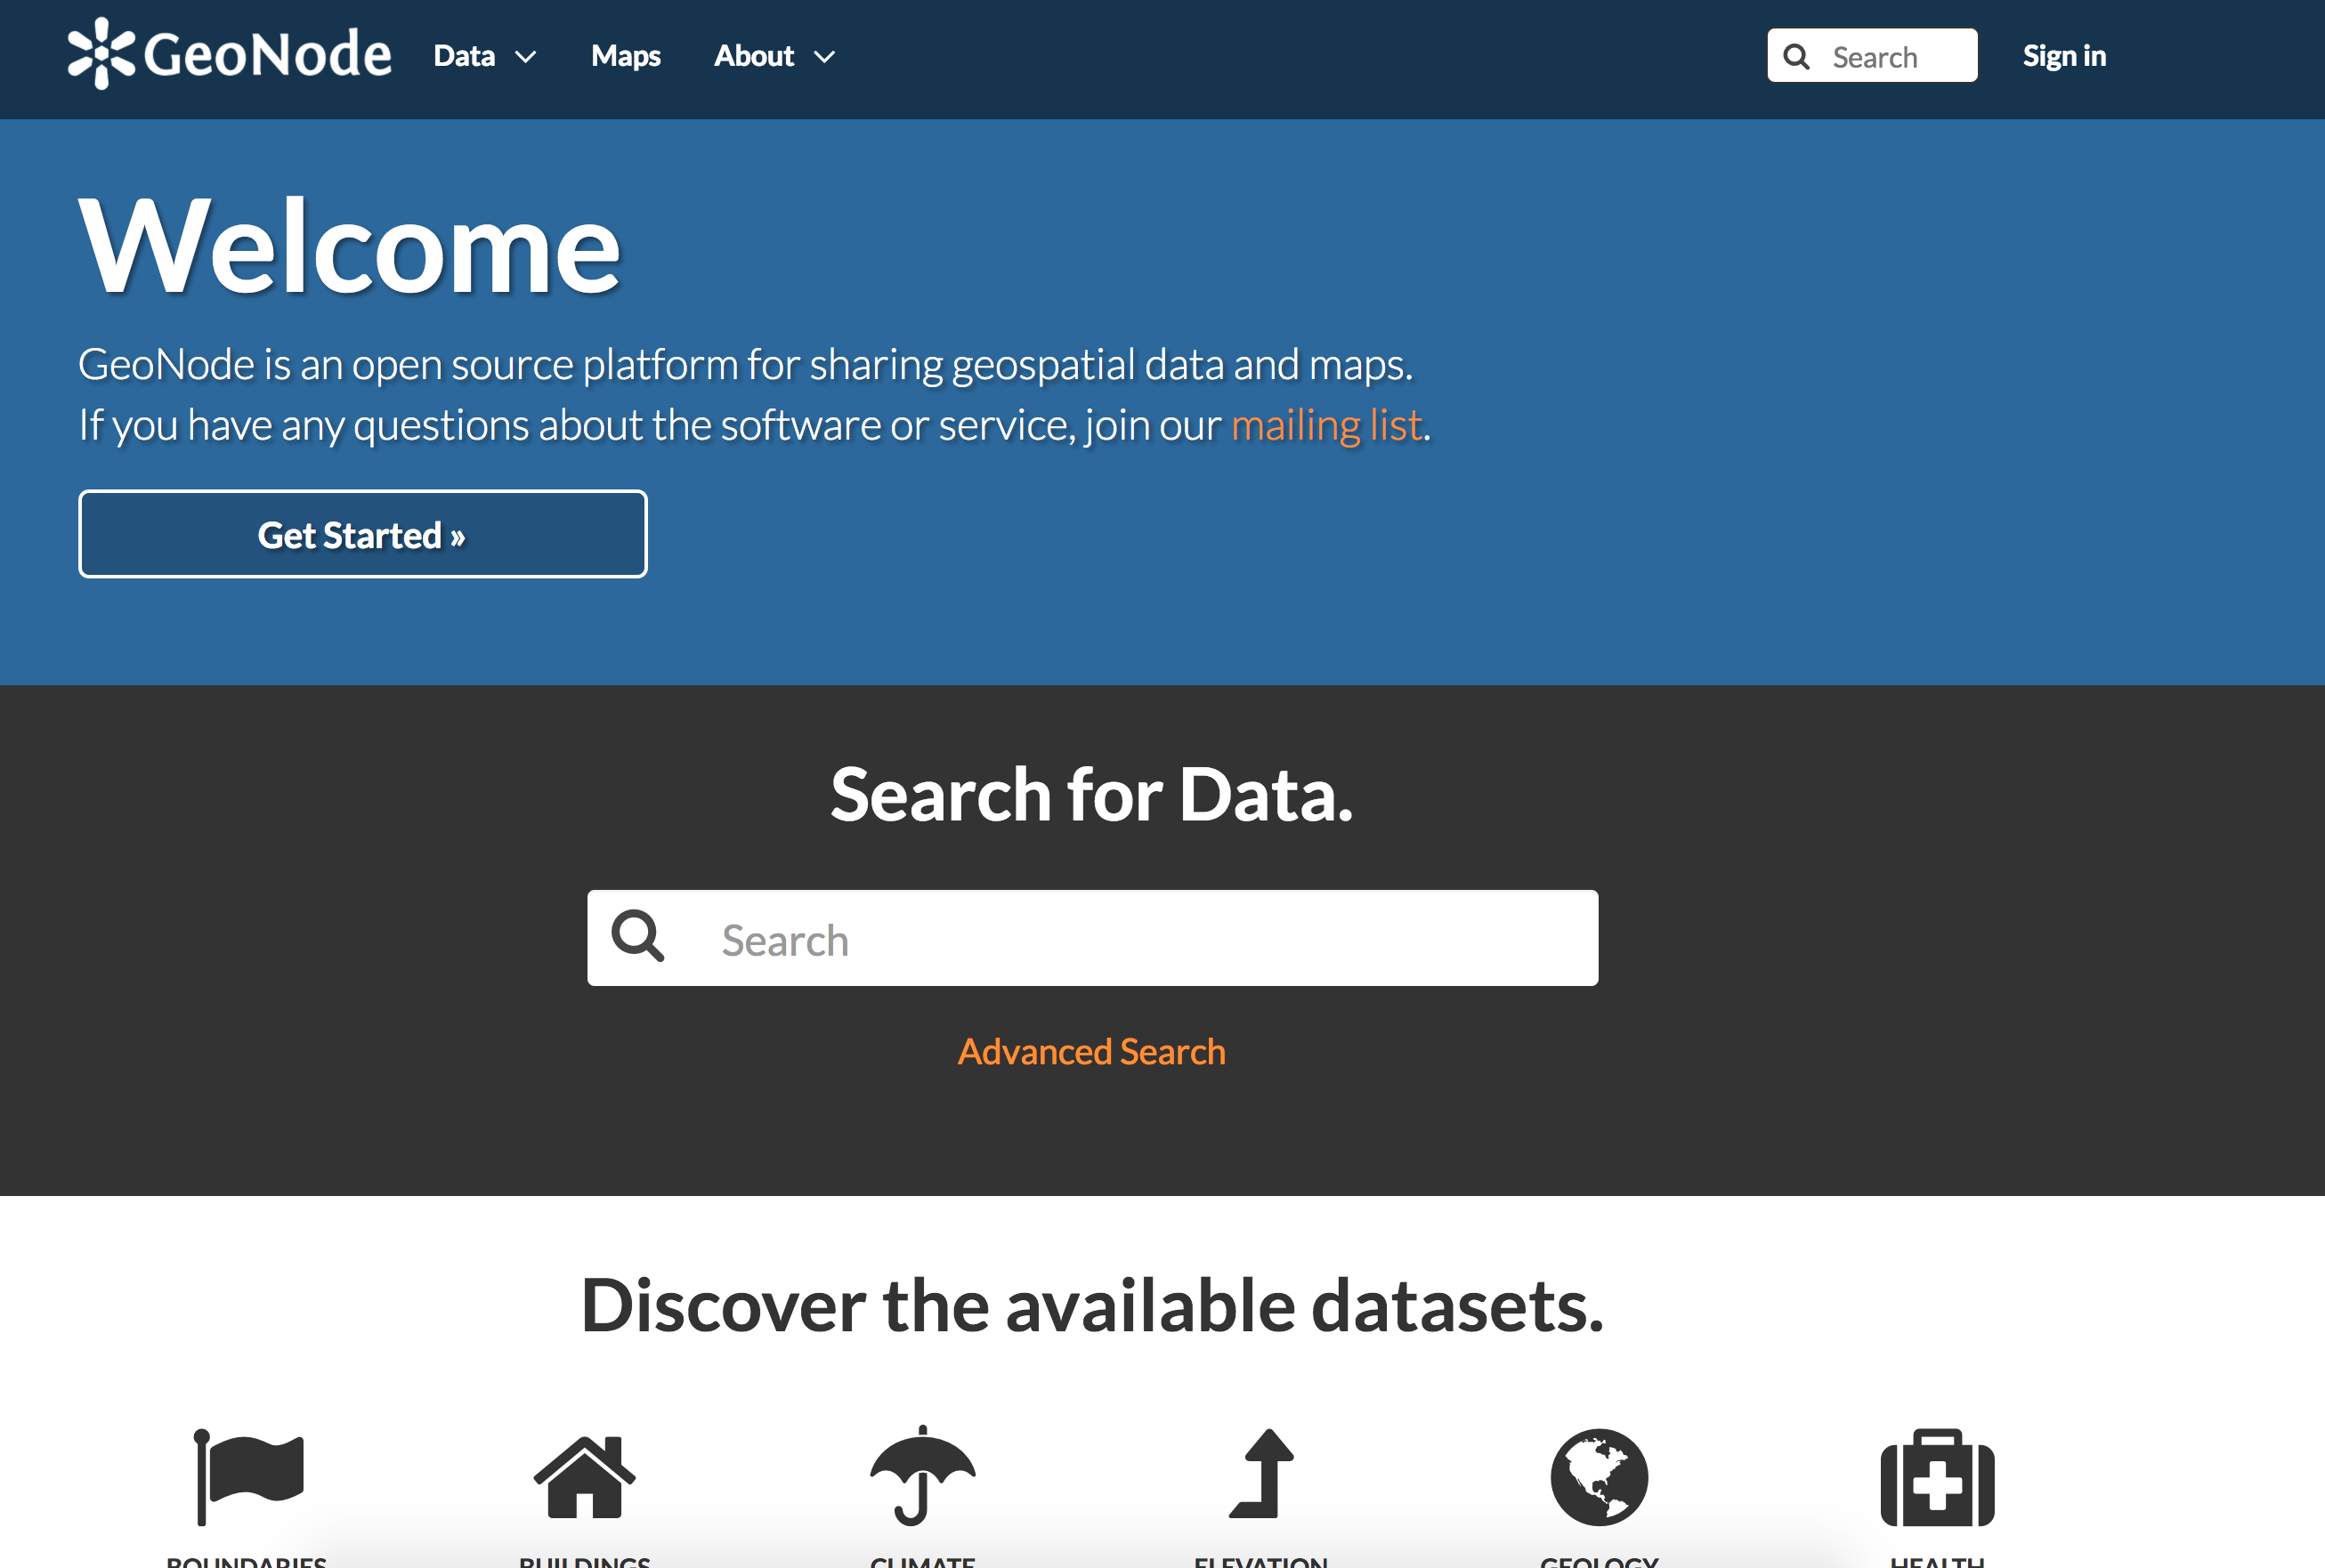 GeoNode Data Maps About Search Sign in
Welcome
GeoNode is an open source platform for sharing geospatial data and maps.
If you have any questions about the software or service, join our mailing list.
Get Started »
Search for Data.
Search
Advanced Search
Discover the available datasets.
BOUNDARIES BUILDINGS CLIMATE ELEVATION GEOLOGY HEALTH